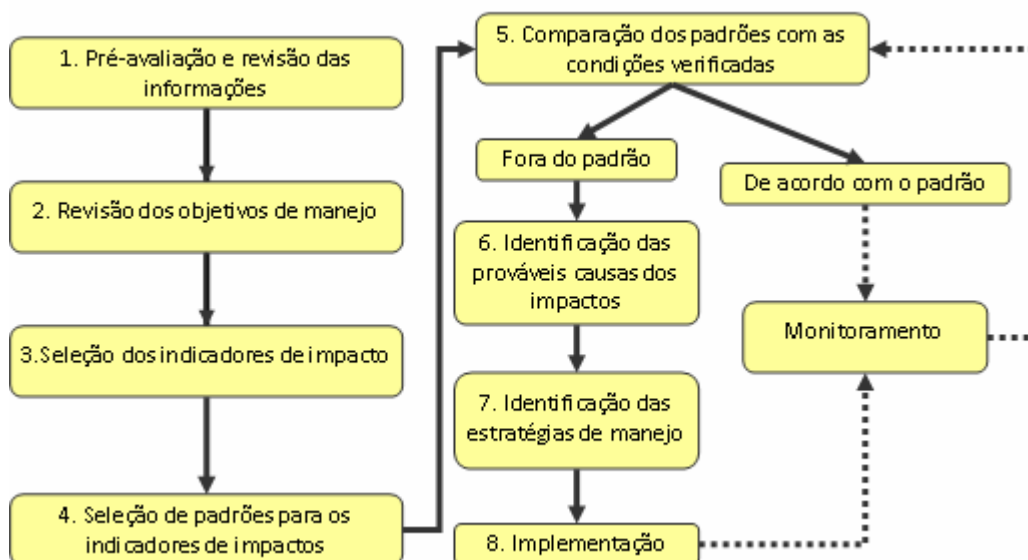 1. Pré-avaliação e revisão das
informações
2. Revisão dos objetivos de manejo
3.Seleção dos indicadores de impacto
4. Seleção de padrões para os
indicadores de impactos
5. Comparação dos padrões com as
condições verificadas
Fora do padrão
De acordo com o padrão
6. Identificação das
prováveis causas dos
impactos
Monitoramento
7. Identificação das
estratégias de manejo
8. Implementação